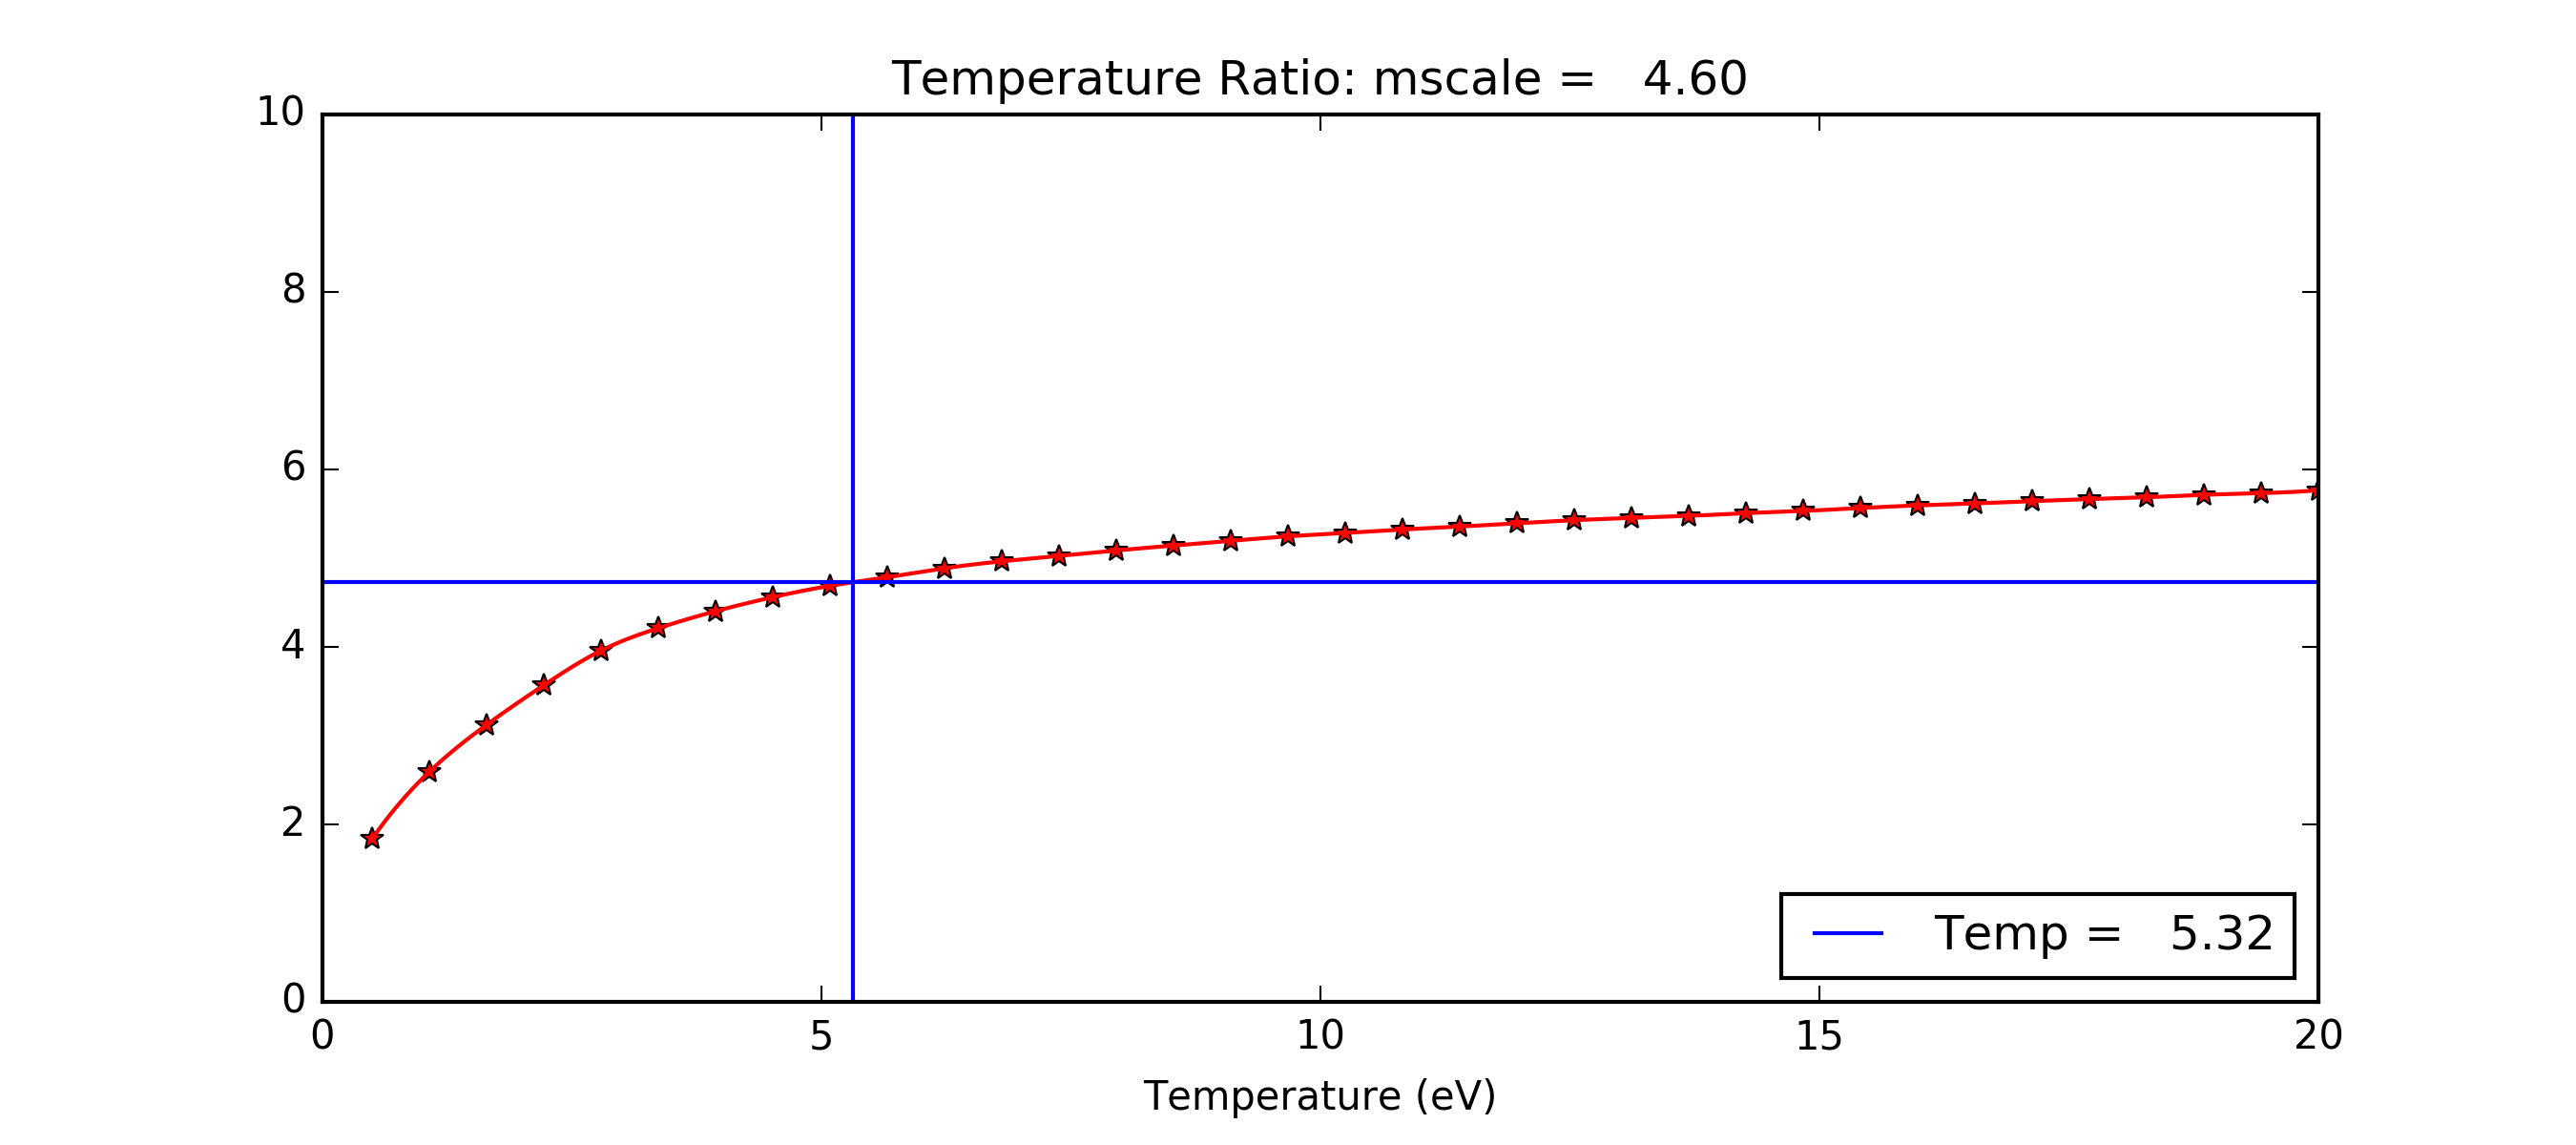 Temperature Ratio: mscale = 4.60
10
8
6
4
2
0
0 5 10 15 20
Temperature (eV)
Temp = 5.32